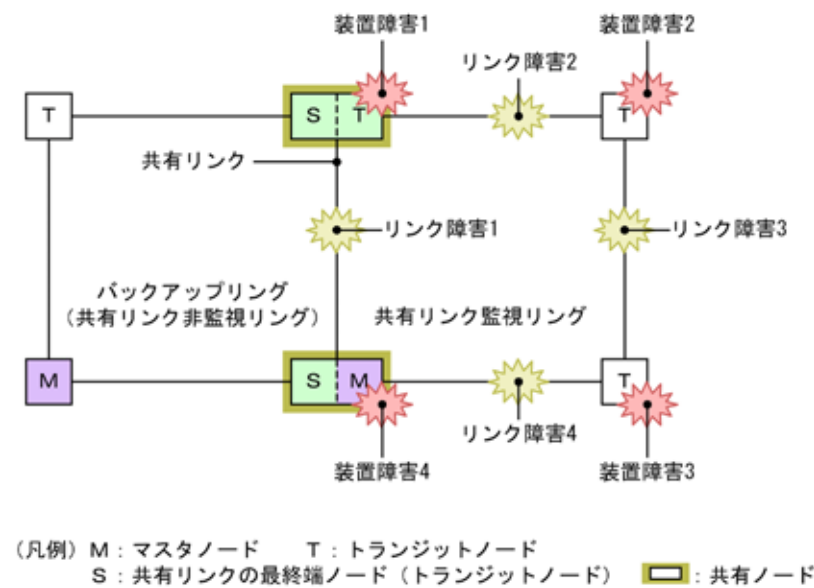 装置障害1
装置障害2
リンク障害2
T
S
T
T
共有リンク
リンク障害1
リンク障害3
バックアップリング
(共有リンク非監視リング)
共有リンク監視リング
M
S
M
T
リンク障害4
装置障害4
装置障害3
(凡例) M:マスタノード T:トランジットノード
S:共有リンクの最終端ノード(トランジットノード) :共有ノード